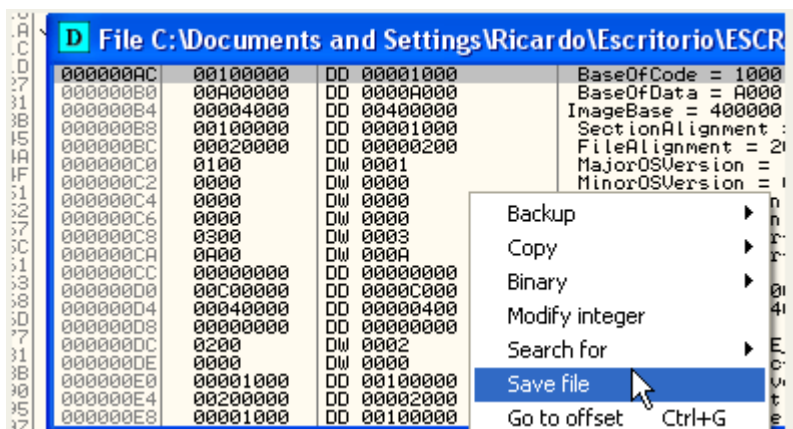 D File C:\Documents and Settings\Ricardo\Escritorio\ESCR
000000AC 00100000 DD 00001000 BaseOfCode = 1000
000000B0 00A00000 DD 0000A000 BaseOfData = A000
000000B4 00004000 DD 00400000 ImageBase = 400000
000000B8 00100000 DD 00001000 SectionAlignment
000000BC 00020000 DD 00000200 FileAlignment =
000000C0 0100 DW 0001 MajorOSVersion =
000000C2 0000 DW 0000 MinorOSVersion =
000000C4 0000 DW 0000
000000C6 0000 DW 0000
000000C8 0300 DW 0003
000000CA 0A00 DW 000A
000000CC 00000000 DD 00000000
000000D0 00C00000 DD 0000C000
000000D4 00040000 DD 00000400
000000D8 00000000 DD 00000000
000000DC 0200 DW 0002
000000DE 0000 DW 0000
000000E0 00001000 DD 00100000
000000E4 00200000 DD 00002000
000000E8 00001000 DD 00100000
Backup
Copy
Binary
Modify integer
Search for
Save file
Go to offset Ctrl+G